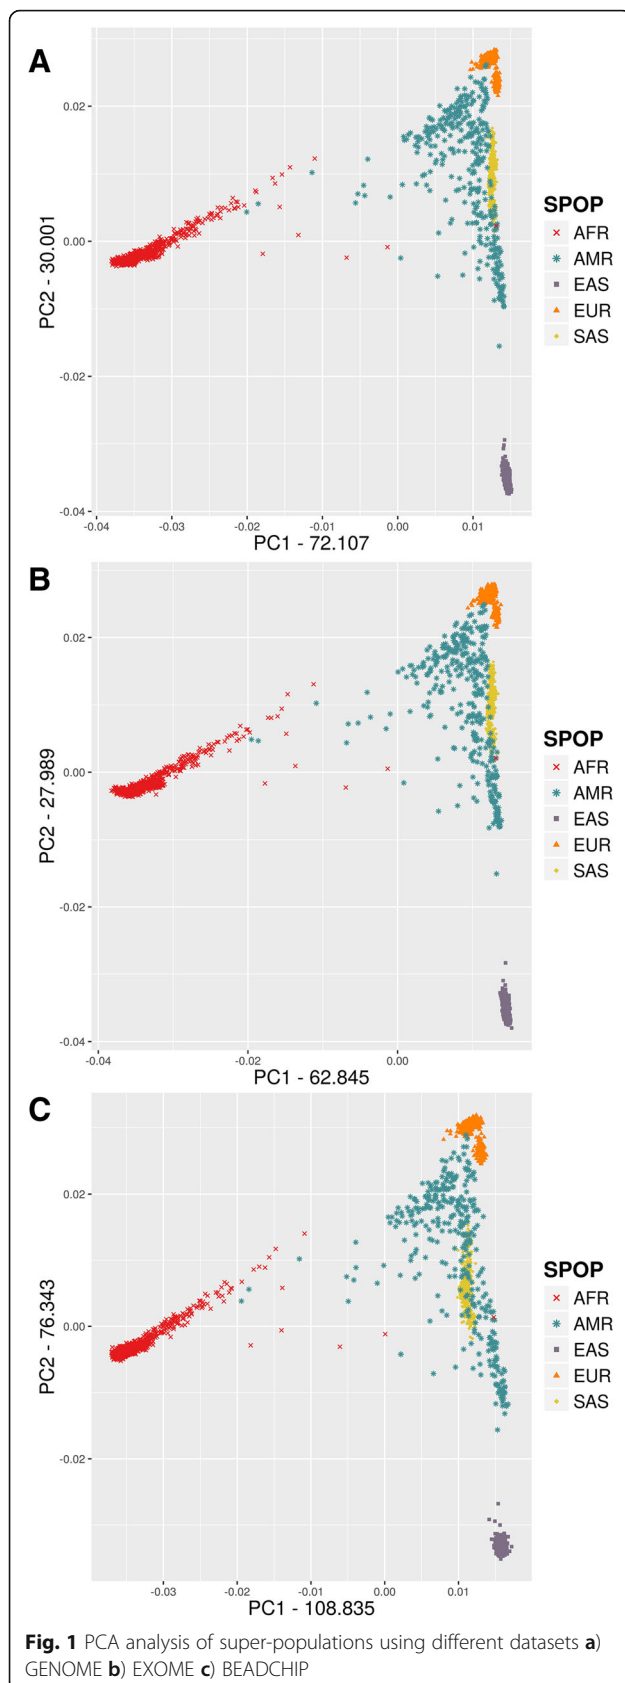 A
0.02
0.00
-0.02
-0.04
PC2 - 30.001
-0.04
-0.03
-0.02
-0.01
0.00
0.01
PC1 - 72.107
SPOP
AFR
AMR
EAS
EUR
SAS
B
0.02
0.00
-0.02
-0.04
PC2 - 27.989
-0.04
-0.02
0.00
PC1 - 62.845
SPOP
AFR
AMR
EAS
EUR
SAS
C
0.02
0.00
-0.02
PC2 - 76.343
-0.03
-0.02
-0.01
0.00
0.01
PC1 - 108.835
SPOP
AFR
AMR
EAS
EUR
SAS
Fig. 1 PCA analysis of super-populations using different datasets a)
GENOME b) EXOME c) BEADCHIP